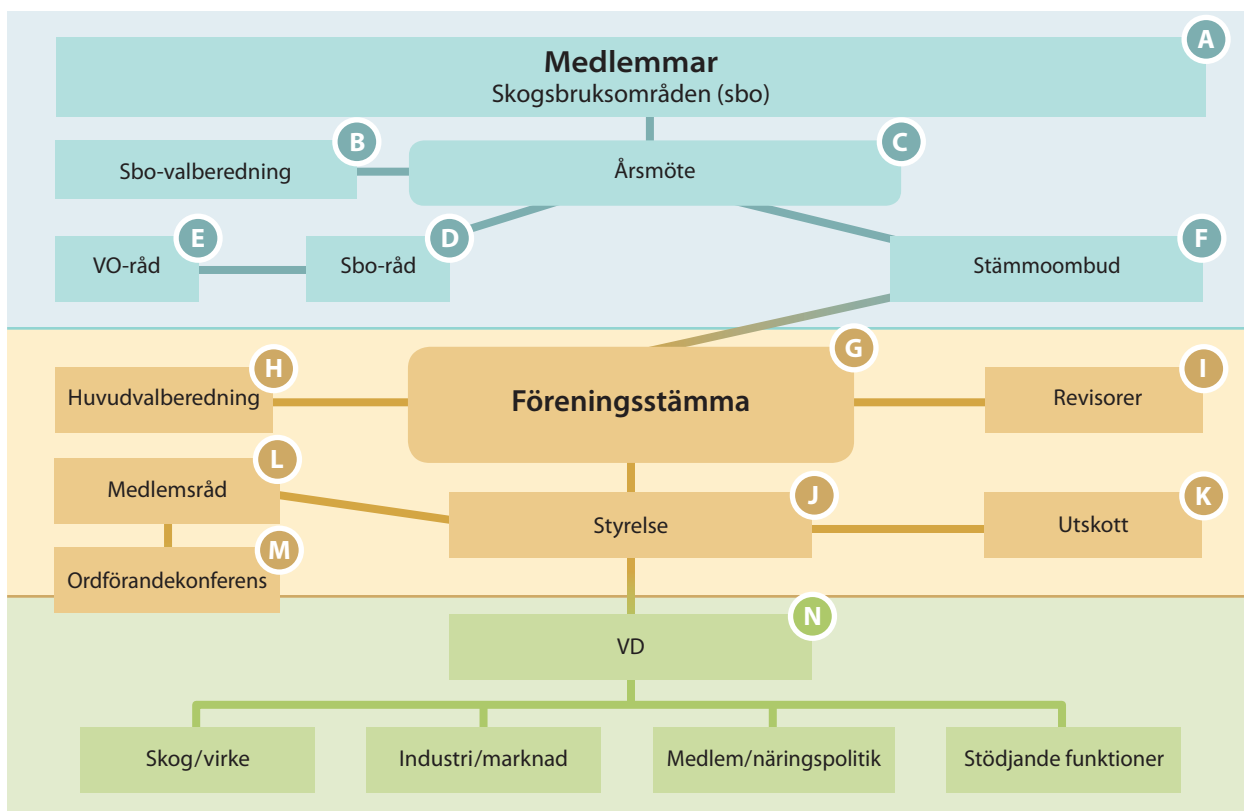 A
Medlemmar
Skogsbruksområden (sbo)
B
Sbo-valberedning
C
Årsmöte
E
VO-råd
D
Sbo-råd
F
Stämmoombud
H
Huvudvalberedning
G
Föreningsstämma
I
Revisorer
L
Medlemsråd
J
Styrelse
K
Utskott
M
Ordförandekonferens
N
VD
Skog/virke
Industri/marknad
Medlem/näringspolitik
Stödjande funktioner